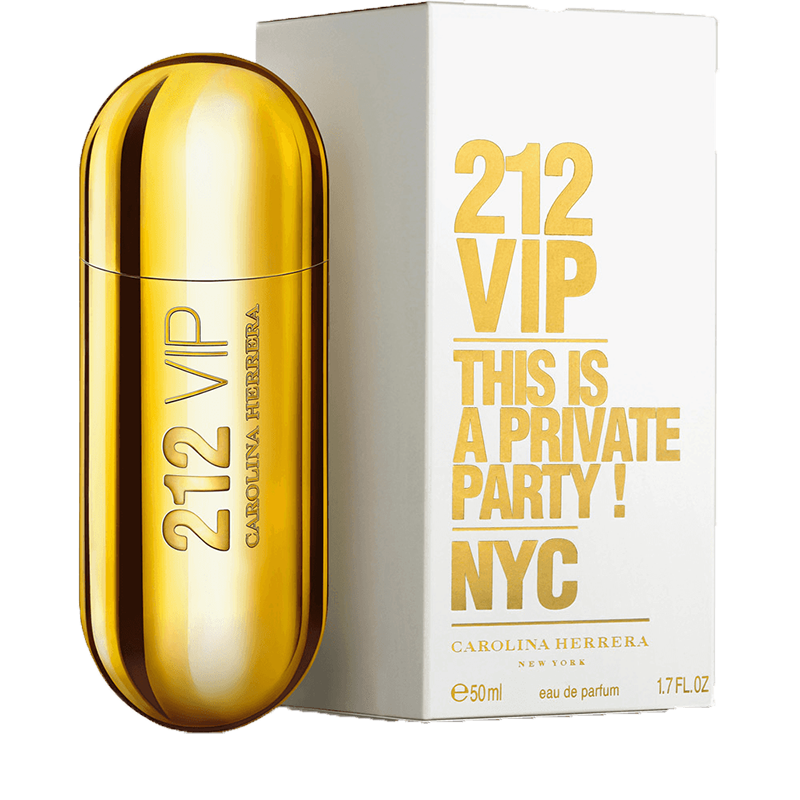 212 VIP
CAROLINA HERRERA
212
VIP
THIS IS
A PRIVATE
PARTY !
NYC
CAROLINA HERRERA
NEW YORK
℮50ml eau de parfum 1.7 FL.OZ